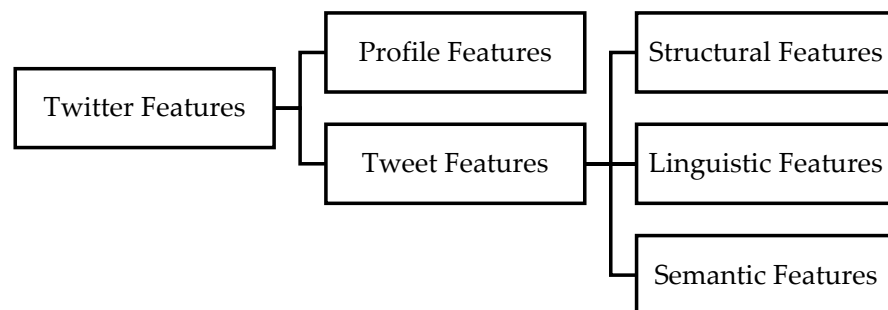 Profile Features
Structural Features
Twitter Features
Tweet Features
Linguistic Features
Semantic Features